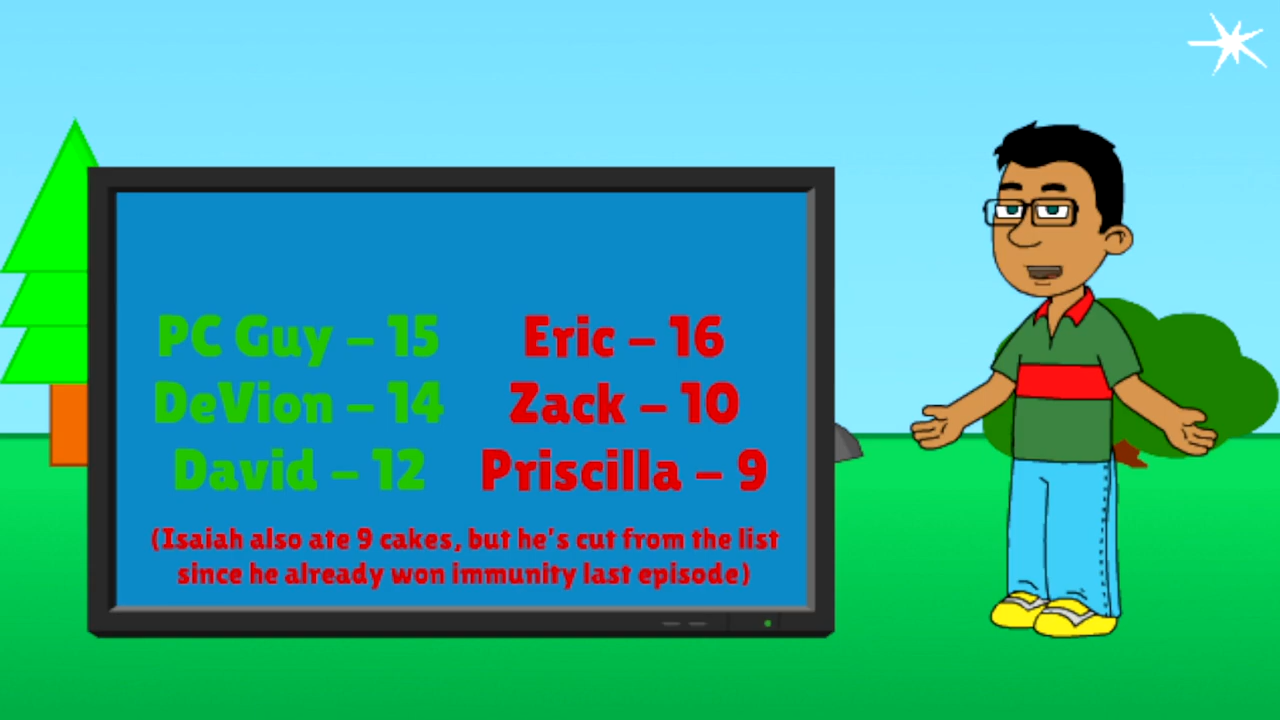 PC Guy – 15
Eric – 16
DeVion – 14
Zack – 10
David – 12
Priscilla – 9
(Isaiah also ate 9 cakes, but he's cut from the list
since he already won immunity last episode)